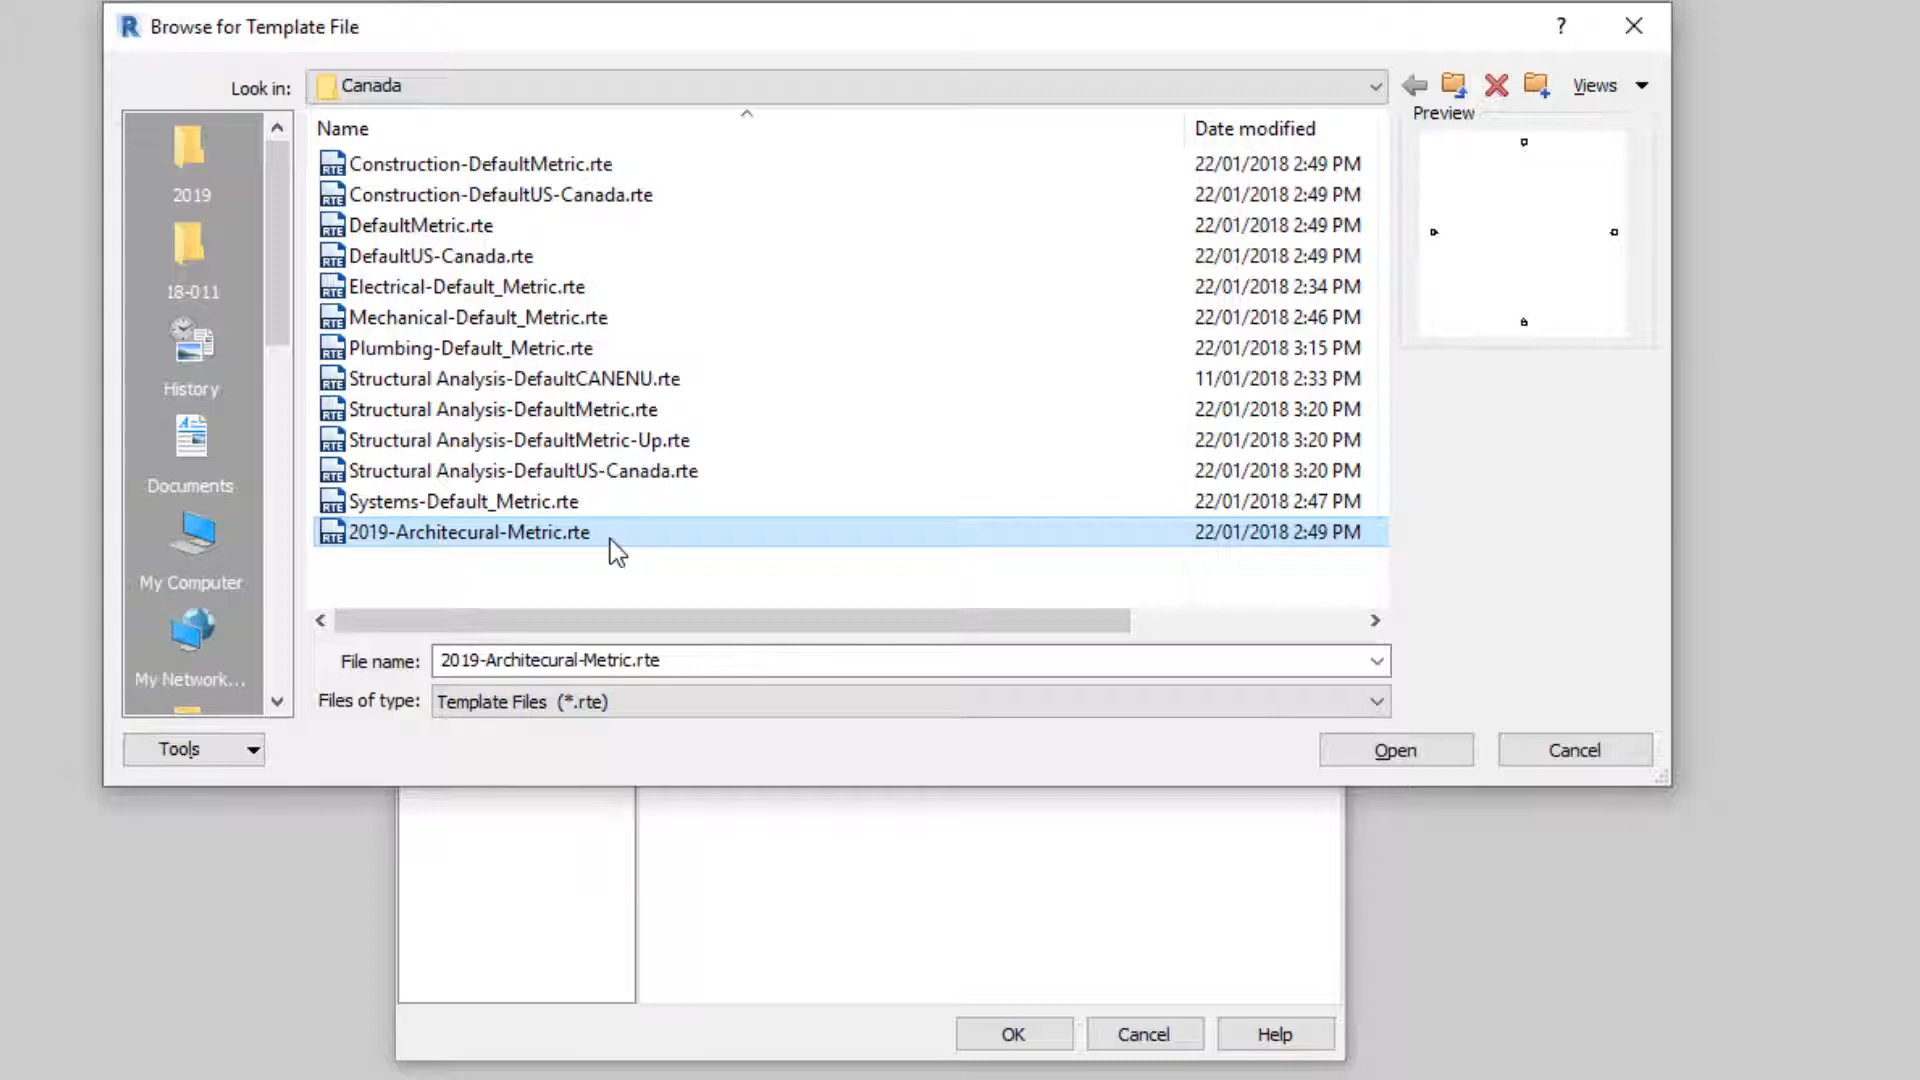 Browse for Template File
?
Look in:
Canada
Views
Preview
Name
Date modified
Construction-DefaultMetric.rte 22/01/2018 2:49 PM
Construction-DefaultUS-Canada.rte 22/01/2018 2:49 PM
DefaultMetric.rte 22/01/2018 2:49 PM
DefaultUS-Canada.rte 22/01/2018 2:49 PM
Electrical-Default_Metric.rte 22/01/2018 2:34 PM
Mechanical-Default_Metric.rte 22/01/2018 2:46 PM
Plumbing-Default_Metric.rte 22/01/2018 3:15 PM
Structural Analysis-DefaultCANENU.rte 11/01/2018 2:33 PM
Structural Analysis-DefaultMetric.rte 22/01/2018 3:20 PM
Structural Analysis-DefaultMetric-Up.rte 22/01/2018 3:20 PM
Structural Analysis-DefaultUS-Canada.rte 22/01/2018 3:20 PM
Systems-Default_Metric.rte 22/01/2018 2:47 PM
2019-Architecural-Metric.rte 22/01/2018 2:49 PM
2019
18-011
History
Documents
My Computer
My Network...
File name: 2019-Architecural-Metric.rte
Files of type: Template Files (*.rte)
Tools
Open
Cancel
OK
Cancel
Help